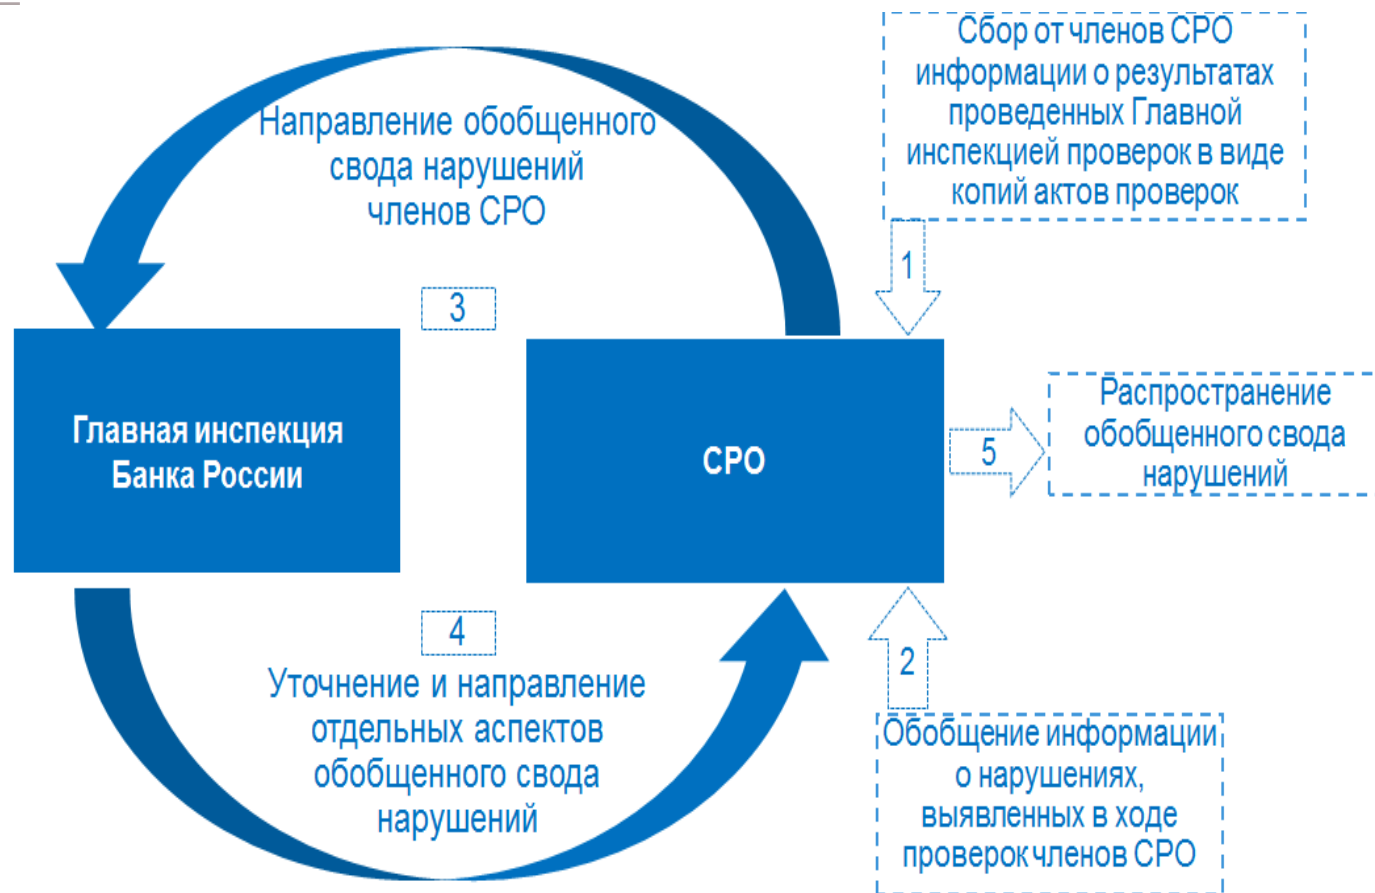 Сбор от членов СРО
информации о результатах
проведенных Главной
инспекцией проверок в виде
копий актов проверок
1
Направление обобщенного
свода нарушений
членов СРО
3
Главная инспекция
Банка России
СРО
5
Распространение
обобщенного свода
нарушений
4
Уточнение и направление
отдельных аспектов
обобщенного свода
нарушений
2
Обобщение информации
о нарушениях,
выявленных в ходе
проверок членов СРО